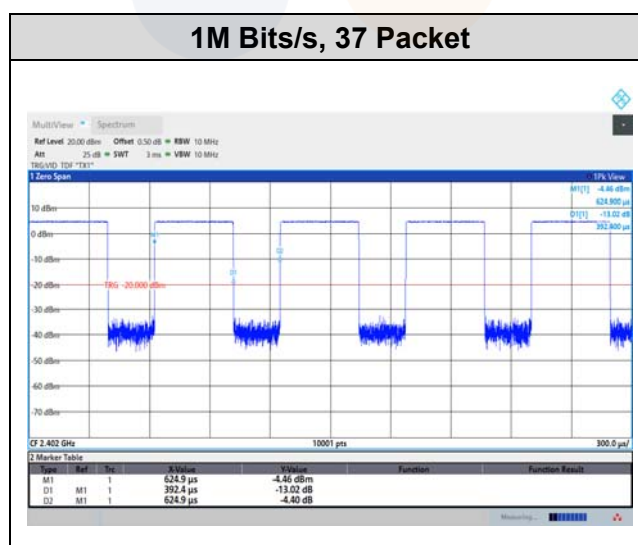 1M Bits/s, 37 Packet
MultiView Spectrum
Ref Level 20.00 dBm Offset 0.50 dB RBW 10 MHz
Att 25 dB SWT 3 ms VBW 10 MHz
TRG:VID TDF "TX1"
1 Zero Span 1Pk View
M1[1] -4.46 dBm
624.900 µs
D1[1] -13.02 dB
392.400 µs
10 dBm
0 dBm
M1
-10 dBm
D2
D1
-20 dBm
TRG -20.000 dBm
-30 dBm
-40 dBm
-50 dBm
-60 dBm
-70 dBm
CF 2.402 GHz 10001 pts 300.0 µs/
2 Marker Table
Type Ref Trc X-Value Y-Value Function Function Result
M1 1 624.9 µs -4.46 dBm
D1 M1 1 392.4 µs -13.02 dB
D2 M1 1 624.9 µs -4.40 dB
Measuring...